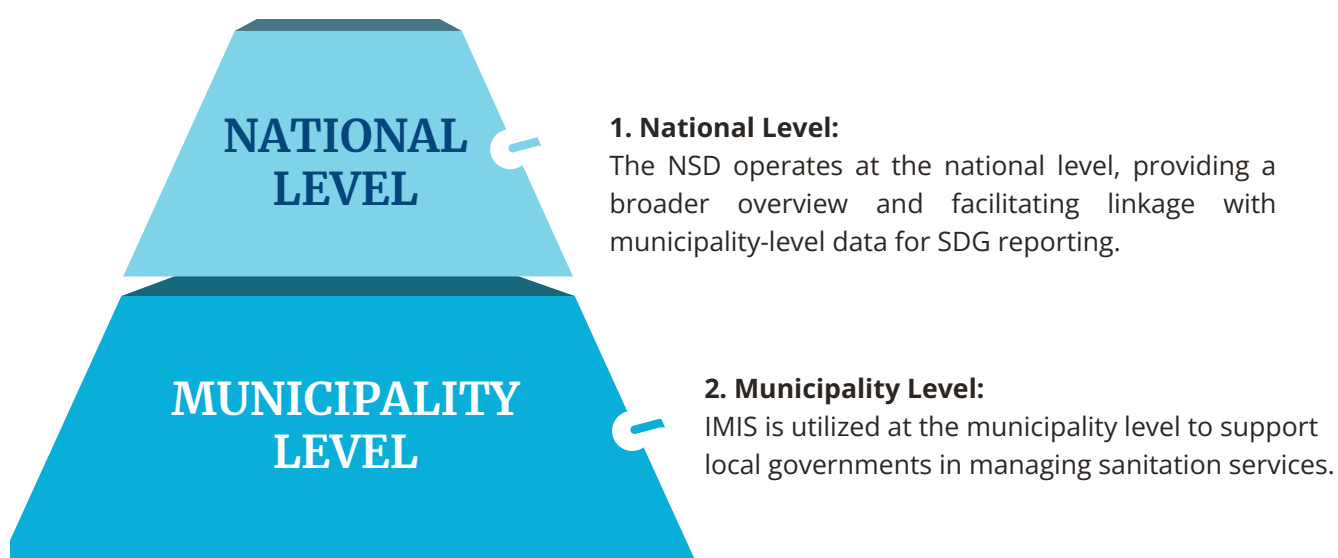 NATIONAL
LEVEL
1. National Level:
The NSD operates at the national level, providing a
broader overview and facilitating linkage with
municipality-level data for SDG reporting.
MUNICIPALITY
LEVEL
2. Municipality Level:
IMIS is utilized at the municipality level to support
local governments in managing sanitation services.